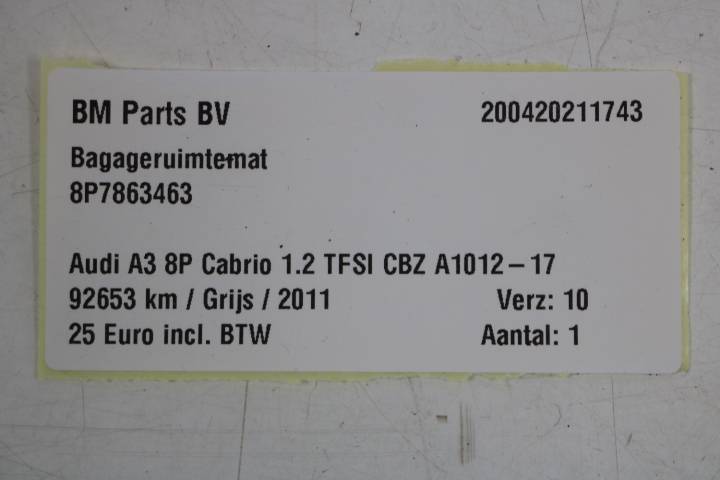 BM Parts BV 200420211743
Bagageruimtemat
8P7863463
Audi A3 8P Cabrio 1.2 TFSI CBZ A1012-17
92653 km / Grijs / 2011 Verz: 10
25 Euro incl. BTW Aantal: 1